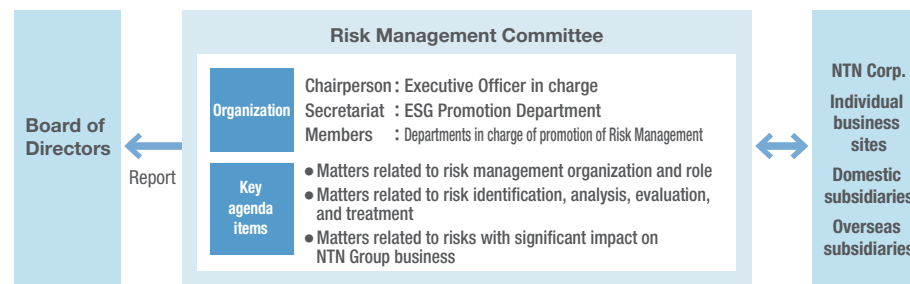 Board of
Directors
Report
Risk Management Committee
Organization
Chairperson : Executive Officer in charge
Secretariat : ESG Promotion Department
Members : Departments in charge of promotion of Risk Management
Key
agenda
items
● Matters related to risk management organization and role
● Matters related to risk identification, analysis, evaluation,
and treatment
● Matters related to risks with significant impact on
NTN Group business
NTN Corp.
Individual
business
sites
Domestic
subsidiaries
Overseas
subsidiaries